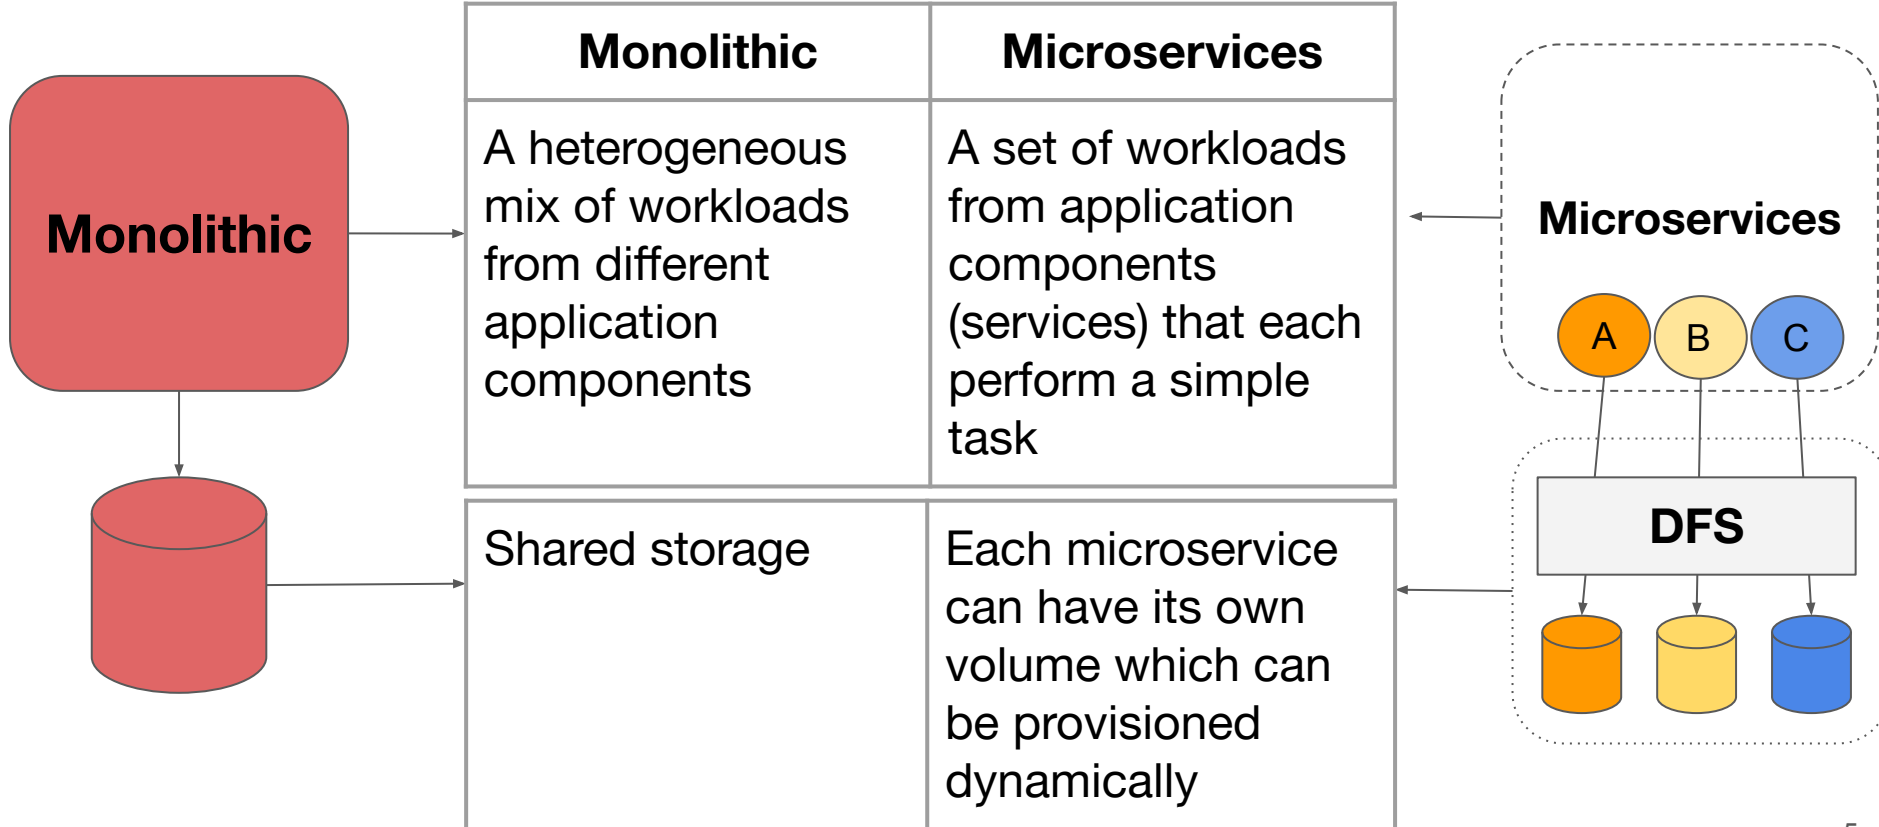 Monolithic
Monolithic
Microservices
A heterogeneous
mix of workloads
from different
application
components
A set of workloads
from application
components
(services) that each
perform a simple
task
Shared storage
Each microservice
can have its own
volume which can
be provisioned
dynamically
Microservices
A
B
C
DFS